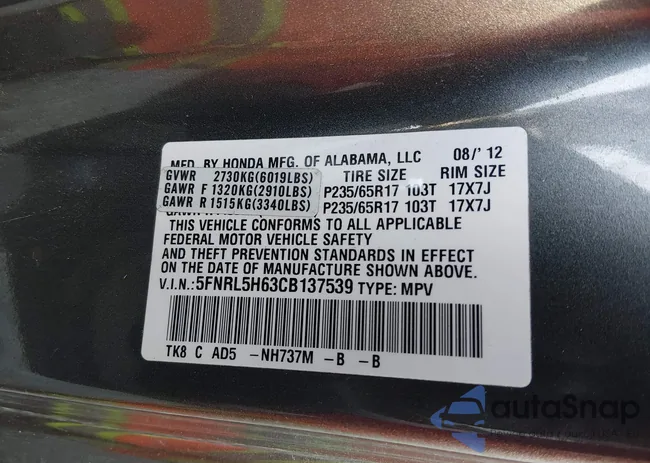 MFD. BY HONDA MFG. OF ALABAMA, LLC 08/'12
GVWR 2730KG(6019LBS) TIRE SIZE RIM SIZE
GAWR F 1320KG(2910LBS) P235/65R17 103T 17X7J
GAWR R 1515KG(3340LBS) P235/65R17 103T 17X7J
THIS VEHICLE CONFORMS TO ALL APPLICABLE
FEDERAL MOTOR VEHICLE SAFETY
AND THEFT PREVENTION STANDARDS IN EFFECT
ON THE DATE OF MANUFACTURE SHOWN ABOVE.
V.I.N.:5FNRL5H63CB137539 TYPE: MPV
TK8 C AD5 -NH737M -B -B
autoSnap